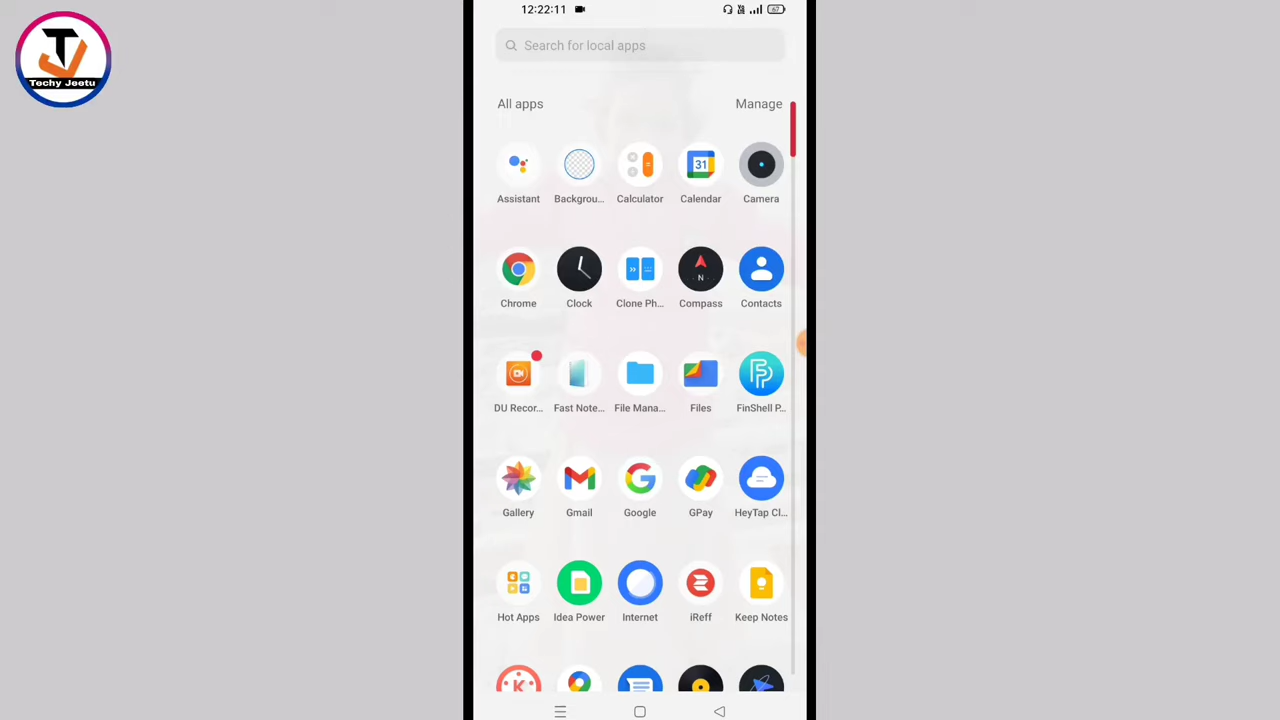 12:22:11
67
Techy Jeetu
Search for local apps
All apps
Manage
31
Assistant
Backgrou...
Calculator
Calendar
Camera
N
Chrome
Clock
Clone Ph...
Compass
Contacts
DU Recor...
Fast Note...
File Mana...
Files
FinShell P...
Gallery
Gmail
Google
GPay
HeyTap Cl...
Hot Apps
Idea Power
Internet
iReff
Keep Notes
K